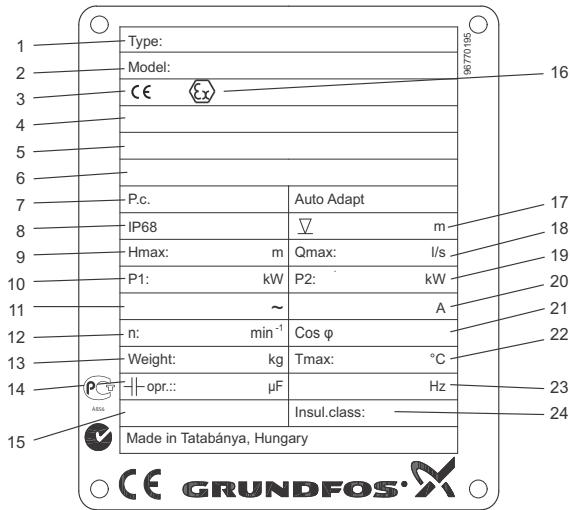 1 Type: 96770195
2 Model:
3 CE Ex 16
4
5
6
7 P.c. Auto Adapt
8 IP68 m 17
9 Hmax: m Qmax: l/s 18
10 P1: kW P2: kW 19
11 ~ A 20
12 n: min⁻¹ Cos φ 21
13 Weight: kg Tmax: °C 22
14 opr.:: µF Hz 23
15 Insul.class: 24
Made in Tatabánya, Hungary
CE GRUNDFOS